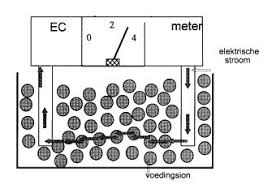 EC
meter
0
2
4
elektrische
stroom
voedingsion